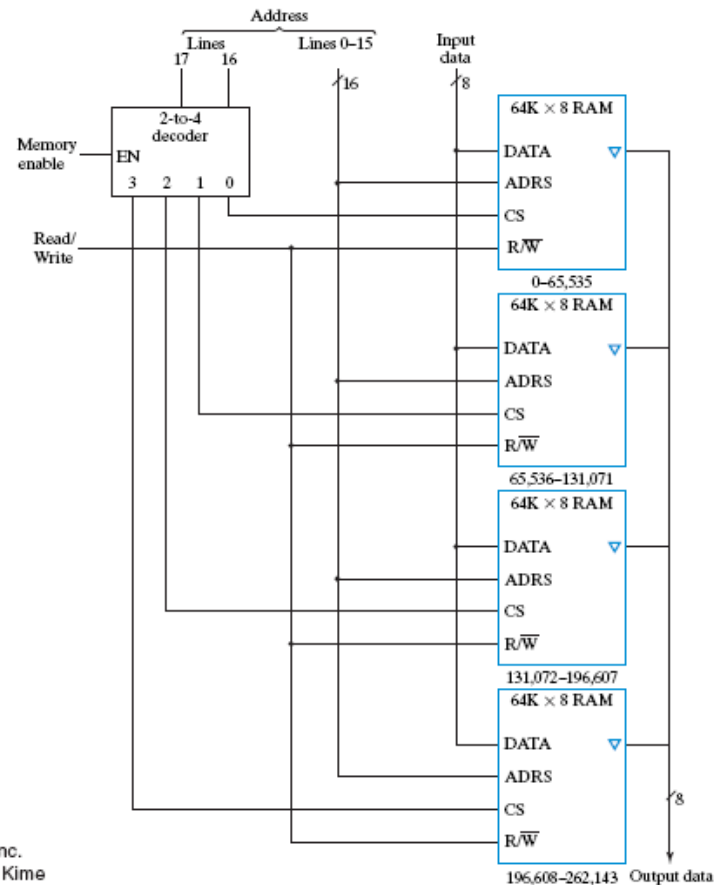 Address
Lines
17 16
Lines 0–15
Input
data
16
8
2-to-4
decoder
Memory
enable
EN
3 2 1 0
Read/
Write
64K × 8 RAM
DATA
ADRS
CS
R/W̅
0–65,535
64K × 8 RAM
DATA
ADRS
CS
R/W̅
65,536–131,071
64K × 8 RAM
DATA
ADRS
CS
R/W̅
131,072–196,607
64K × 8 RAM
DATA
ADRS
CS
R/W̅
196,608–262,143
8
Output data
nc.
Kime